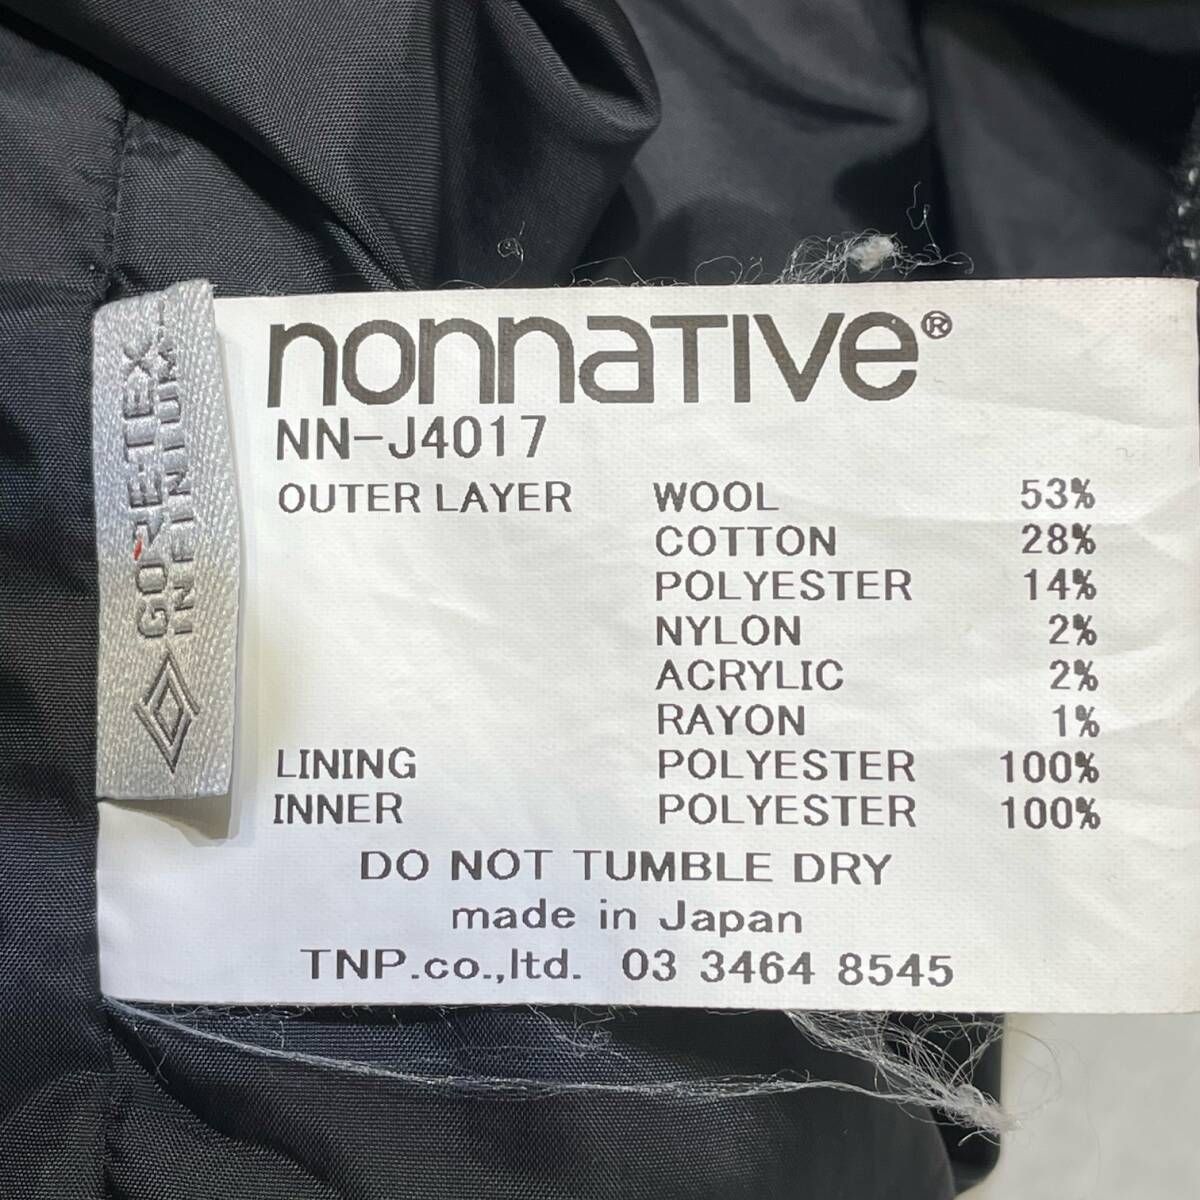 GORE-TEX
INFINIUM
nonnative®
NN-J4017
OUTER LAYER WOOL 53%
COTTON 28%
POLYESTER 14%
NYLON 2%
ACRYLIC 2%
RAYON 1%
LINING POLYESTER 100%
INNER POLYESTER 100%
DO NOT TUMBLE DRY
made in Japan
TNP.co.,ltd. 03 3464 8545